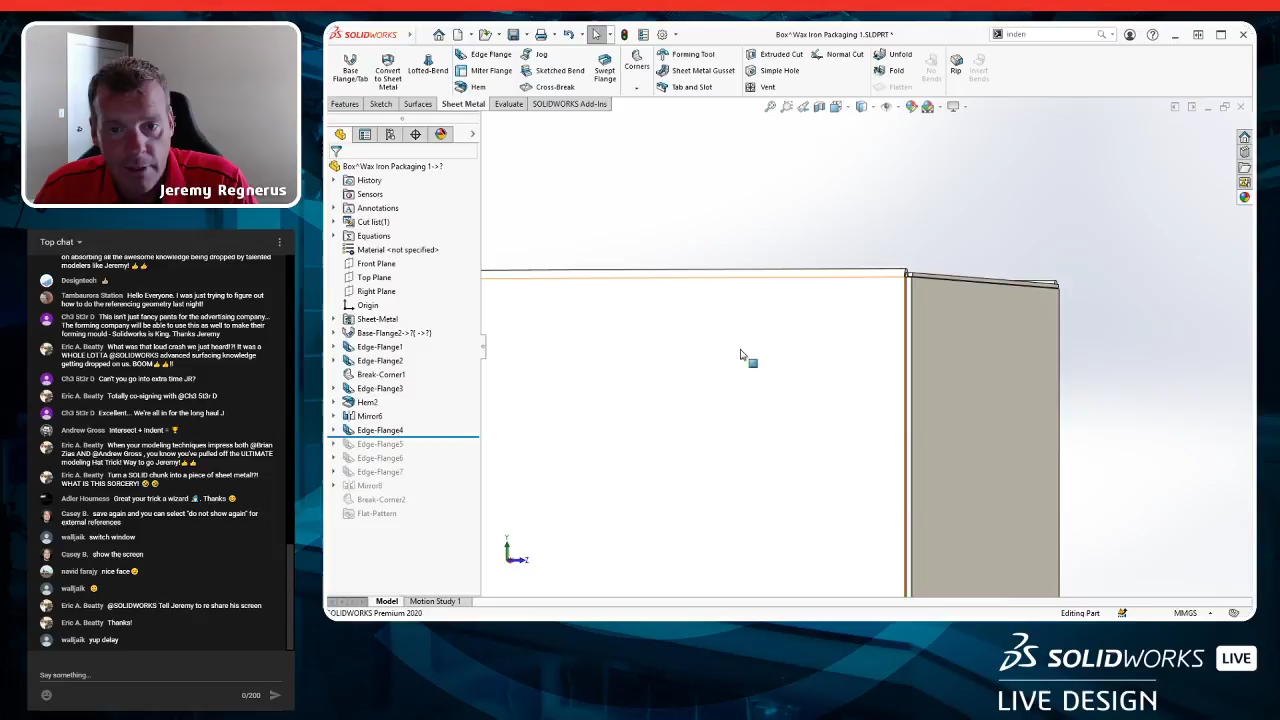 Jeremy Regnerus
Top chat
on absorbing all the awesome knowledge being dropped by talented
modelers like Jeremy! 👍👍
Designtech 👍
Tambaurora Station Hello Everyone. I was just trying to figure out
how to do the referencing geometry last night!
Ch3 5t3r D This isn't just fancy pants for the advertising company...
The forming company will be able to use this as well to make their
forming mould - Solidworks is King. Thanks Jeremy
Eric A. Beatty What was that loud crash we just heard!?! It was a
WHOLE LOTTA @SOLIDWORKS advanced surfacing knowledge
getting dropped on us. BOOM👍👍!!
Ch3 5t3r D Can't you go into extra time JR?
Eric A. Beatty Totally co-signing with @Ch3 5t3r D
Ch3 5t3r D Excellent... We're all in for the long haul J
Andrew Gross Intersect + Indent = 🏆
Eric A. Beatty When your modeling techniques impress both @Brian
Zias AND @Andrew Gross , you know you've pulled off the ULTIMATE
modeling Hat Trick! Way to go Jeremy!👍👍
Eric A. Beatty Turn a SOLID chunk into a piece of sheet metal!?!
WHAT IS THIS SORCERY!
Adler Hourness Great your trick a wizard . Thanks
Casey B. save again and you can select "do not show again" for
external references
walljaik switch window
Casey B. show the screen
navid farajy nice face
walljaik
Eric A. Beatty @SOLIDWORKS Tell Jeremy to re share his screen
Eric A. Beatty Thanks!
walljaik yup delay
Say something...
0/200
SOLIDWORKS
Box^Wax Iron Packaging 1.SLDPRT *
inden
Base
Flange/Tab
Convert
to Sheet
Metal
Lofted-Bend
Edge Flange
Miter Flange
Hem
Jog
Sketched Bend
Cross-Break
Swept
Flange
Corners
Forming Tool
Sheet Metal Gusset
Tab and Slot
Extruded Cut
Simple Hole
Vent
Normal Cut
Unfold
Fold
Flatten
No
Bends
Rip
Insert
Bends
Features Sketch Surfaces Sheet Metal Evaluate SOLIDWORKS Add-Ins
Box^Wax Iron Packaging 1->?
History
Sensors
Annotations
Cut list(1)
Equations
Material <not specified>
Front Plane
Top Plane
Right Plane
Origin
Sheet-Metal
Base-Flange2->?{ ->?}
Edge-Flange1
Edge-Flange2
Break-Corner1
Edge-Flange3
Hem2
Mirror6
Edge-Flange4
Edge-Flange5
Edge-Flange6
Edge-Flange7
Mirror8
Break-Corner2
Flat-Pattern
Y
Z
Model Motion Study 1
SOLIDWORKS Premium 2020
Editing Part
MMGS
SOLIDWORKS LIVE
LIVE DESIGN